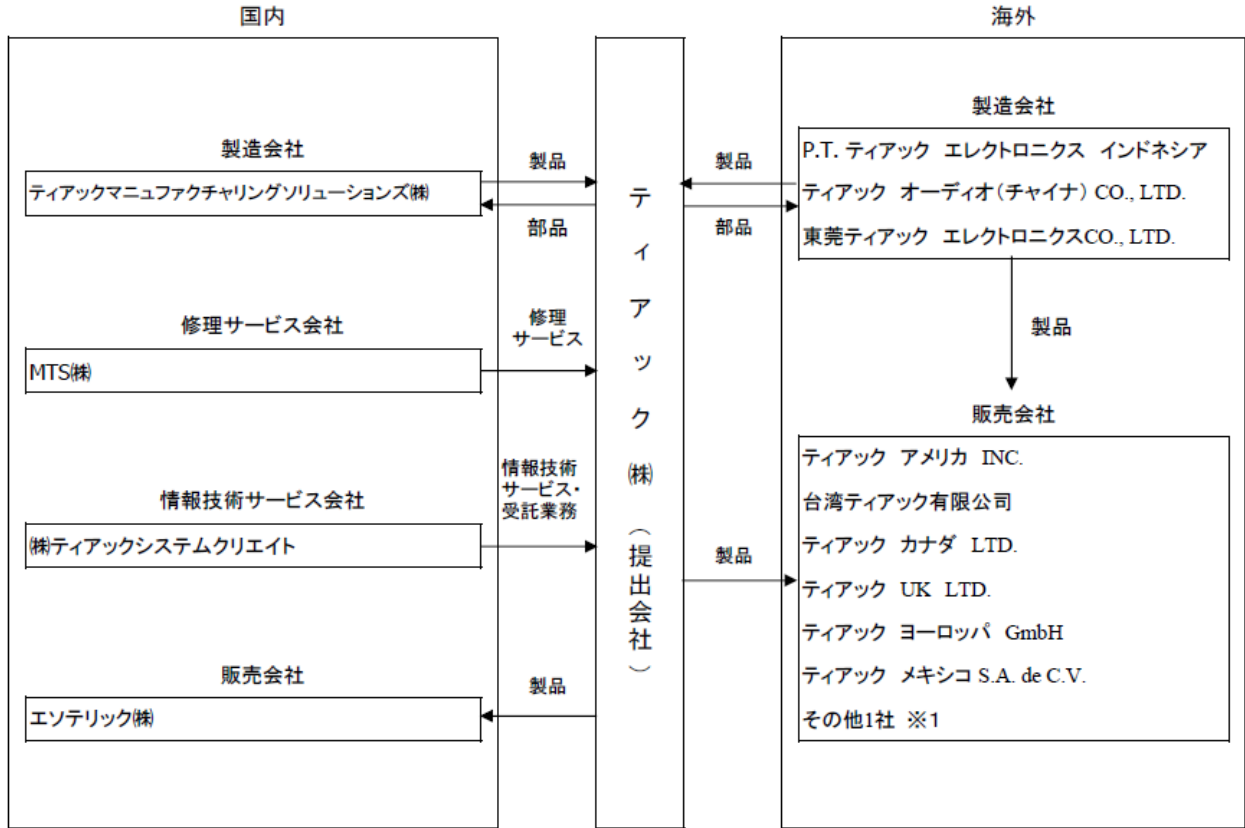 国内
海外
製造会社
ティアックマニュファクチャリングソリューションズ㈱
製品
部品
修理サービス会社
MTS㈱
修理
サービス
情報技術サービス会社
㈱ティアックシステムクリエイト
情報技術
サービス・
受託業務
販売会社
エソテリック㈱
製品
ティアック㈱（提出会社）
製品
部品
製造会社
P.T. ティアック エレクトロニクス インドネシア
ティアック オーディオ（チャイナ） CO., LTD.
東莞ティアック エレクトロニクスCO., LTD.
製品
販売会社
製品
ティアック アメリカ INC.
台湾ティアック有限公司
ティアック カナダ LTD.
ティアック UK LTD.
ティアック ヨーロッパ GmbH
ティアック メキシコ S.A. de C.V.
その他1社 ※1